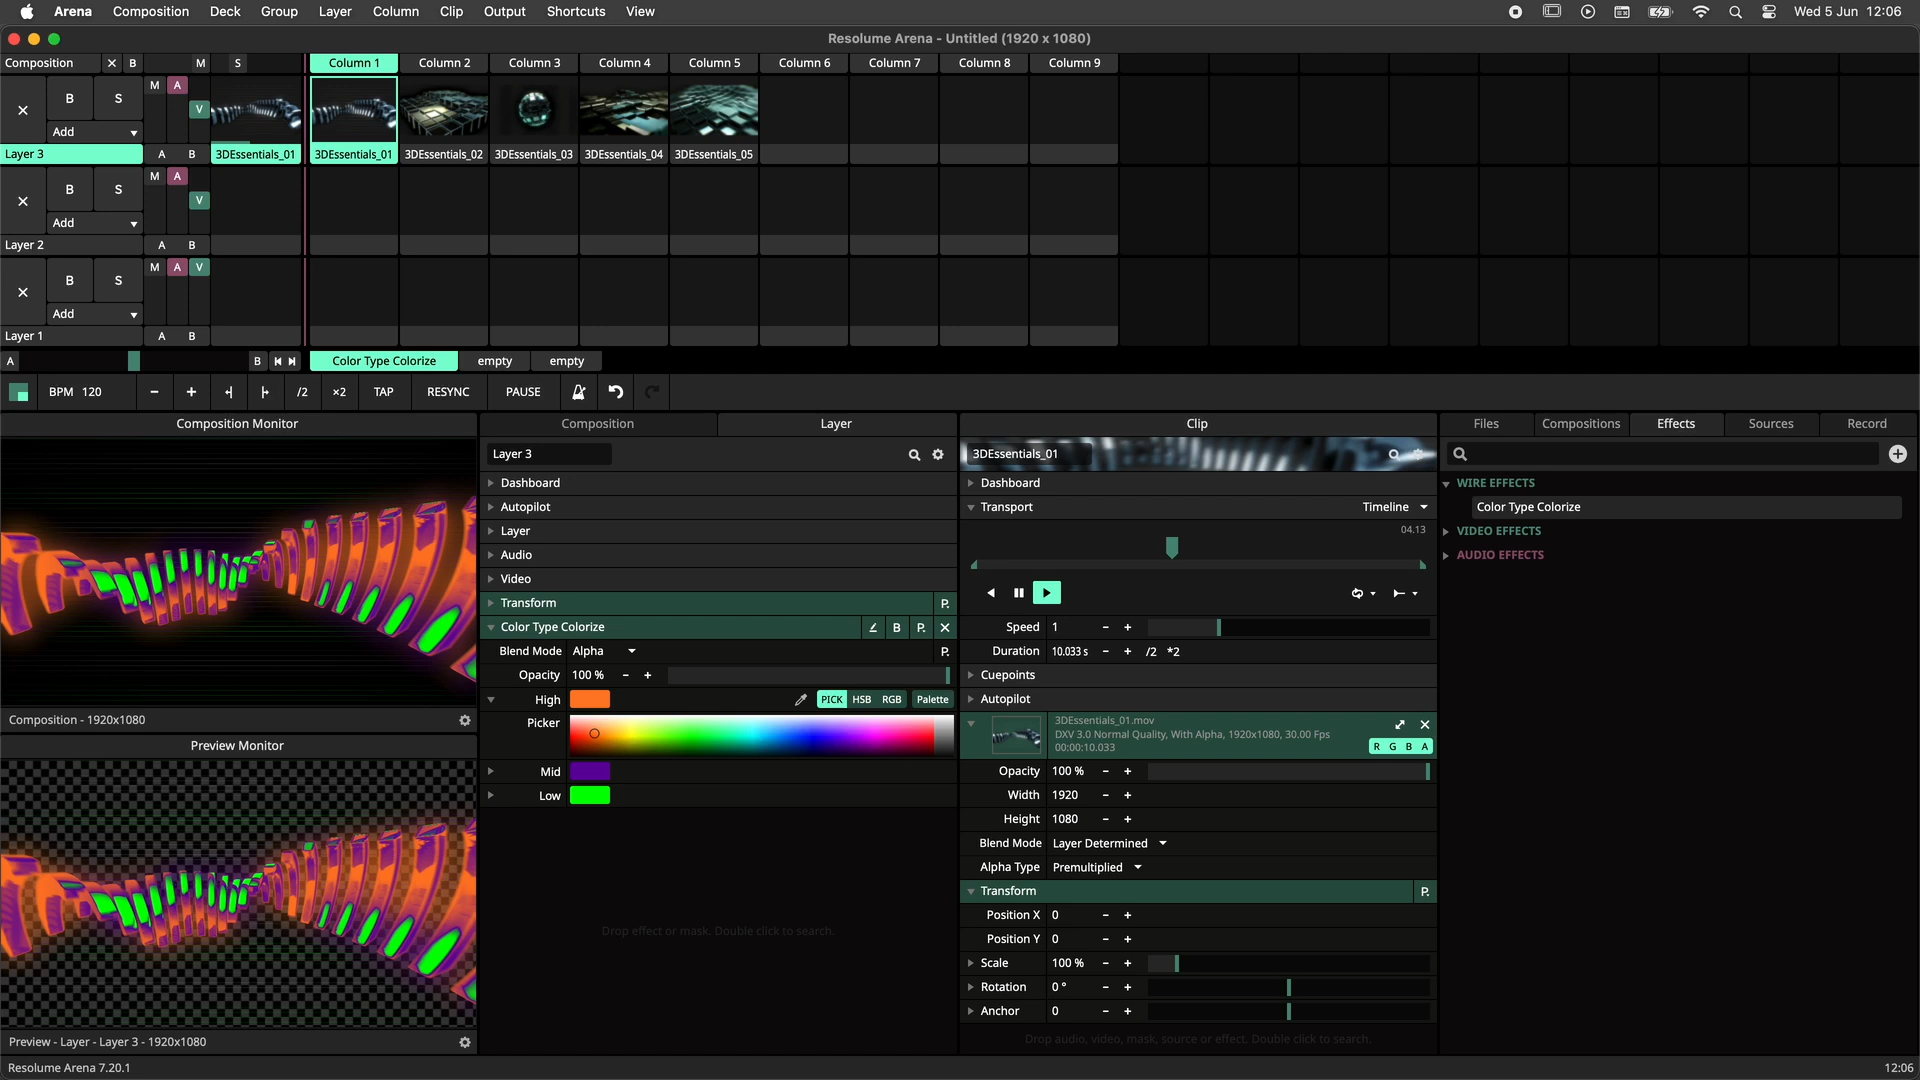 Arena Composition Deck Group Layer Column Clip Output Shortcuts View Wed 5 Jun 12:06
Resolume Arena - Untitled (1920 x 1080)
Composition B M S Column 1 Column 2 Column 3 Column 4 Column 5 Column 6 Column 7 Column 8 Column 9
M A
B S V
Add
Layer 3 A B 3DEssentials_01 3DEssentials_01 3DEssentials_02 3DEssentials_03 3DEssentials_04 3DEssentials_05
M A
B S V
Add
Layer 2 A B
M A V
B S
Add
Layer 1 A B
A B Color Type Colorize empty empty
BPM 120 - + /2 ×2 TAP RESYNC PAUSE
Composition Monitor
Composition - 1920x1080
Preview Monitor
Preview - Layer - Layer 3 - 1920x1080
Composition Layer
Layer 3
Dashboard
Autopilot
Layer
Audio
Video
Transform P.
Color Type Colorize B P.
Blend Mode Alpha P.
Opacity 100 % - +
High PICK HSB RGB Palette
Picker
Mid
Low
Drop effect or mask. Double click to search.
Clip
3DEssentials_01
Dashboard
Transport Timeline
04.13
Speed 1 - +
Duration 10.033 s - + /2 *2
Cuepoints
Autopilot
3DEssentials_01.mov
DXV 3.0 Normal Quality, With Alpha, 1920x1080, 30.00 Fps
00:00:10.033 R G B A
Opacity 100 % - +
Width 1920 - +
Height 1080 - +
Blend Mode Layer Determined
Alpha Type Premultiplied
Transform P.
Position X 0 - +
Position Y 0 - +
Scale 100 % - +
Rotation 0 ° - +
Anchor 0 - +
Drop audio, video, mask, source or effect. Double click to search.
Files Compositions Effects Sources Record
WIRE EFFECTS
Color Type Colorize
VIDEO EFFECTS
AUDIO EFFECTS
Resolume Arena 7.20.1 12:06